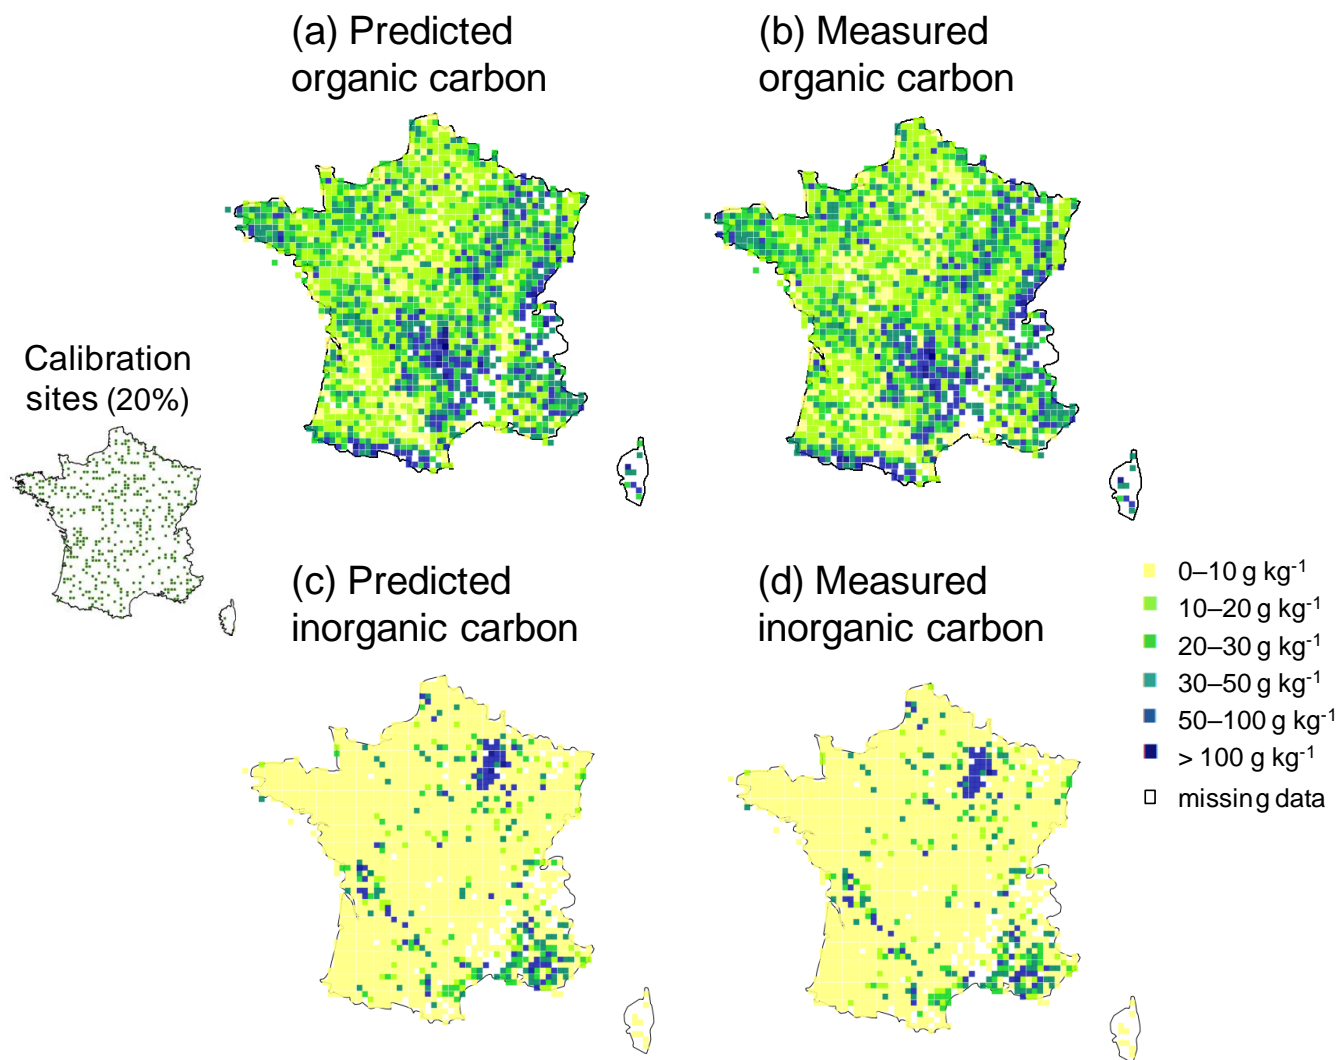 (a) Predicted
organic carbon
(b) Measured
organic carbon
Calibration
sites (20%)
(c) Predicted
inorganic carbon
(d) Measured
inorganic carbon
0–10 g kg⁻¹
10–20 g kg⁻¹
20–30 g kg⁻¹
30–50 g kg⁻¹
50–100 g kg⁻¹
> 100 g kg⁻¹
missing data